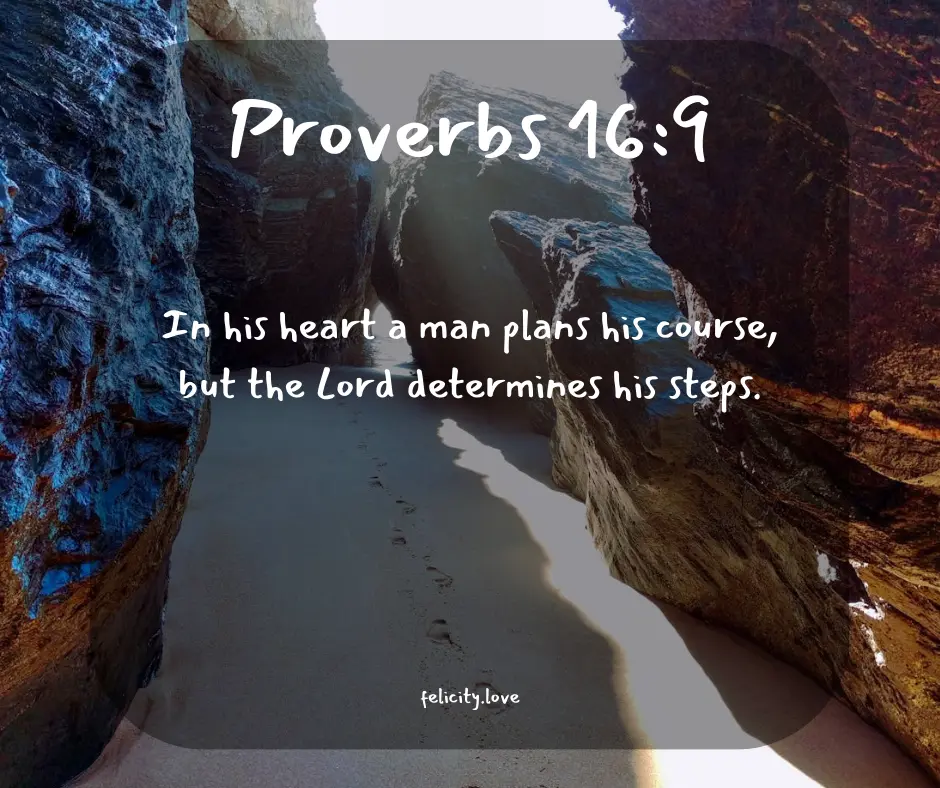 Proverbs 16:9
In his heart a man plans his course,
but the Lord determines his steps.
felicity.love